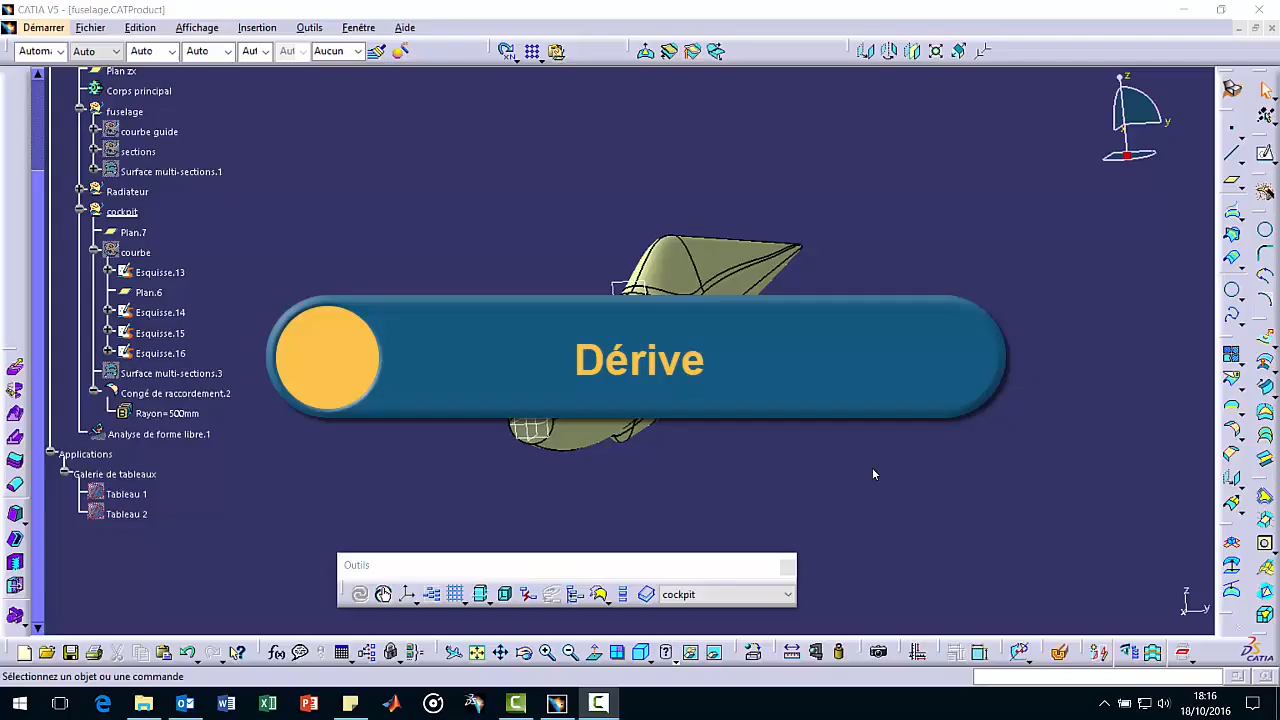 CATIA V5 - [fuselage.CATProduct]
Démarrer Fichier Edition Affichage Insertion Outils Fenêtre Aide
Automa Auto Auto Auto Aut Aut Aucun
Plan zx
Corps principal
fuselage
courbe guide
sections
Surface multi-sections.1
Radiateur
cockpit
Plan.7
courbe
Esquisse.13
Plan.6
Esquisse.14
Esquisse.15
Esquisse.16
Surface multi-sections.3
Congé de raccordement.2
Rayon=500mm
Analyse de forme libre.1
Applications
Galerie de tableaux
Tableau 1
Tableau 2
z
y
Dérive
Outils
cockpit
z
x y
Sélectionnez un objet ou une commande
CATIA
18:16
18/10/2016